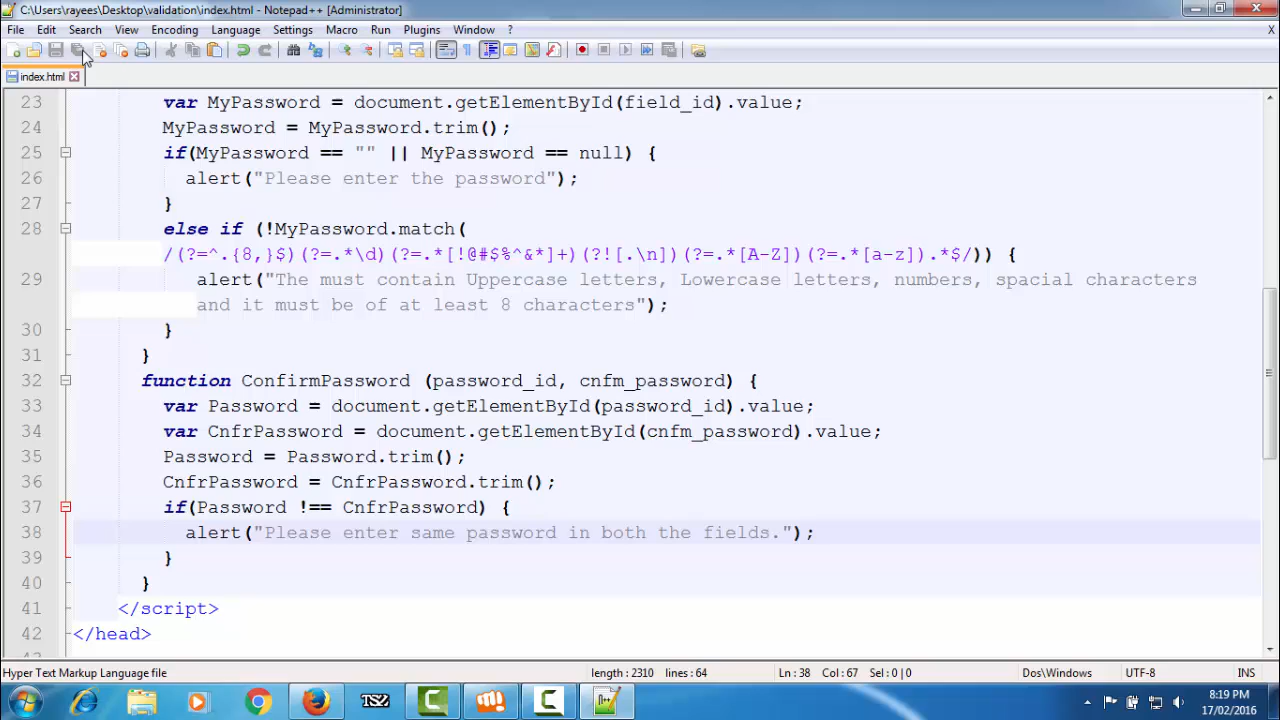 C:\Users\rayees\Desktop\validation\index.html - Notepad++ [Administrator]
File Edit Search View Encoding Language Settings Macro Run Plugins Window ? X
index.html
23 var MyPassword = document.getElementById(field_id).value;
24 MyPassword = MyPassword.trim();
25 if(MyPassword == "" || MyPassword == null) {
26 alert("Please enter the password");
27 }
28 else if (!MyPassword.match(
/(?=^.{8,}$)(?=.*\d)(?=.*[!@#$%^&*]+)(?![.\n])(?=.*[A-Z])(?=.*[a-z]).*$/)) {
29 alert("The must contain Uppercase letters, Lowercase letters, numbers, spacial characters
and it must be of at least 8 characters");
30 }
31 }
32 function ConfirmPassword (password_id, cnfm_password) {
33 var Password = document.getElementById(password_id).value;
34 var CnfrPassword = document.getElementById(cnfm_password).value;
35 Password = Password.trim();
36 CnfrPassword = CnfrPassword.trim();
37 if(Password !== CnfrPassword) {
38 alert("Please enter same password in both the fields.");
39 }
40 }
41 </script>
42 </head>
Hyper Text Markup Language file length : 2310 lines : 64 Ln : 38 Col : 67 Sel : 0 | 0 Dos\Windows UTF-8 INS
TS2
8:19 PM
17/02/2016